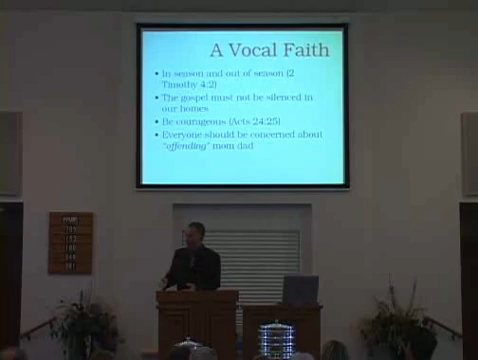 A Vocal Faith
• In season and out of season (2
Timothy 4:2)
• The gospel must not be silenced in
our homes
• Be courageous (Acts 24:25)
• Everyone should be concerned about
"offending" mom dad